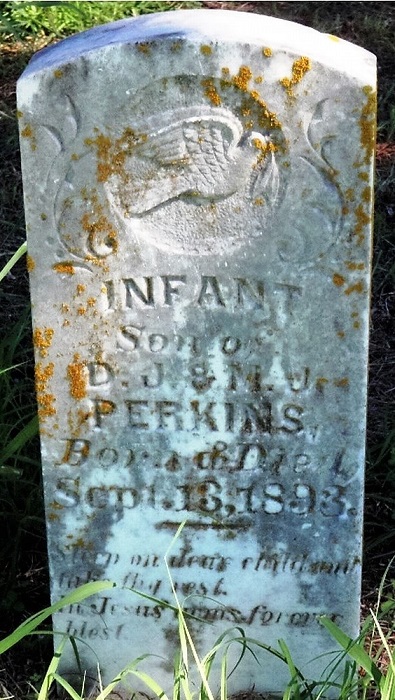 INFANT
Son of
D. J. & M. J.
PERKINS.
Born & Died
Sept. 13, 1893.
Sleep on dear child and
take thy rest.
in Jesus arms forever
blest.